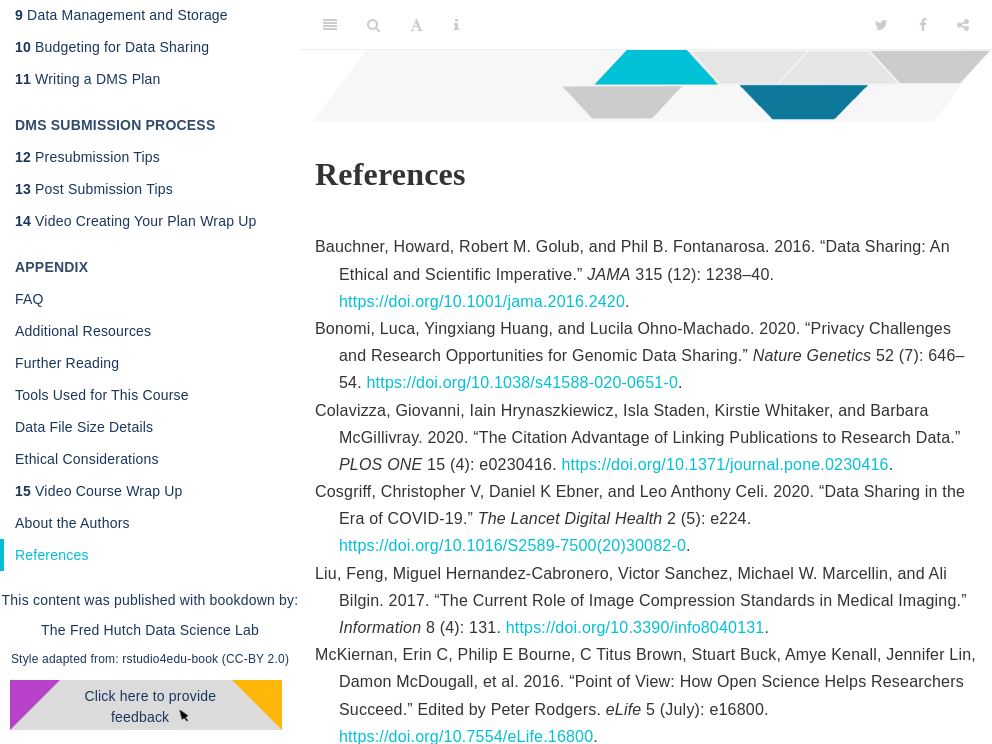 9 Data Management and Storage
10 Budgeting for Data Sharing
11 Writing a DMS Plan
DMS SUBMISSION PROCESS
12 Presubmission Tips
13 Post Submission Tips
14 Video Creating Your Plan Wrap Up
APPENDIX
FAQ
Additional Resources
Further Reading
Tools Used for This Course
Data File Size Details
Ethical Considerations
15 Video Course Wrap Up
About the Authors
References
This content was published with bookdown by:
The Fred Hutch Data Science Lab
Style adapted from: rstudio4edu-book (CC-BY 2.0)
Click here to provide
feedback
References
Bauchner, Howard, Robert M. Golub, and Phil B. Fontanarosa. 2016. “Data Sharing: An
Ethical and Scientific Imperative.” JAMA 315 (12): 1238–40.
https://doi.org/10.1001/jama.2016.2420.
Bonomi, Luca, Yingxiang Huang, and Lucila Ohno-Machado. 2020. “Privacy Challenges
and Research Opportunities for Genomic Data Sharing.” Nature Genetics 52 (7): 646–
54. https://doi.org/10.1038/s41588-020-0651-0.
Colavizza, Giovanni, Iain Hrynaszkiewicz, Isla Staden, Kirstie Whitaker, and Barbara
McGillivray. 2020. “The Citation Advantage of Linking Publications to Research Data.”
PLOS ONE 15 (4): e0230416. https://doi.org/10.1371/journal.pone.0230416.
Cosgriff, Christopher V, Daniel K Ebner, and Leo Anthony Celi. 2020. “Data Sharing in the
Era of COVID-19.” The Lancet Digital Health 2 (5): e224.
https://doi.org/10.1016/S2589-7500(20)30082-0.
Liu, Feng, Miguel Hernandez-Cabronero, Victor Sanchez, Michael W. Marcellin, and Ali
Bilgin. 2017. “The Current Role of Image Compression Standards in Medical Imaging.”
Information 8 (4): 131. https://doi.org/10.3390/info8040131.
McKiernan, Erin C, Philip E Bourne, C Titus Brown, Stuart Buck, Amye Kenall, Jennifer Lin,
Damon McDougall, et al. 2016. “Point of View: How Open Science Helps Researchers
Succeed.” Edited by Peter Rodgers. eLife 5 (July): e16800.
https://doi.org/10.7554/eLife.16800.